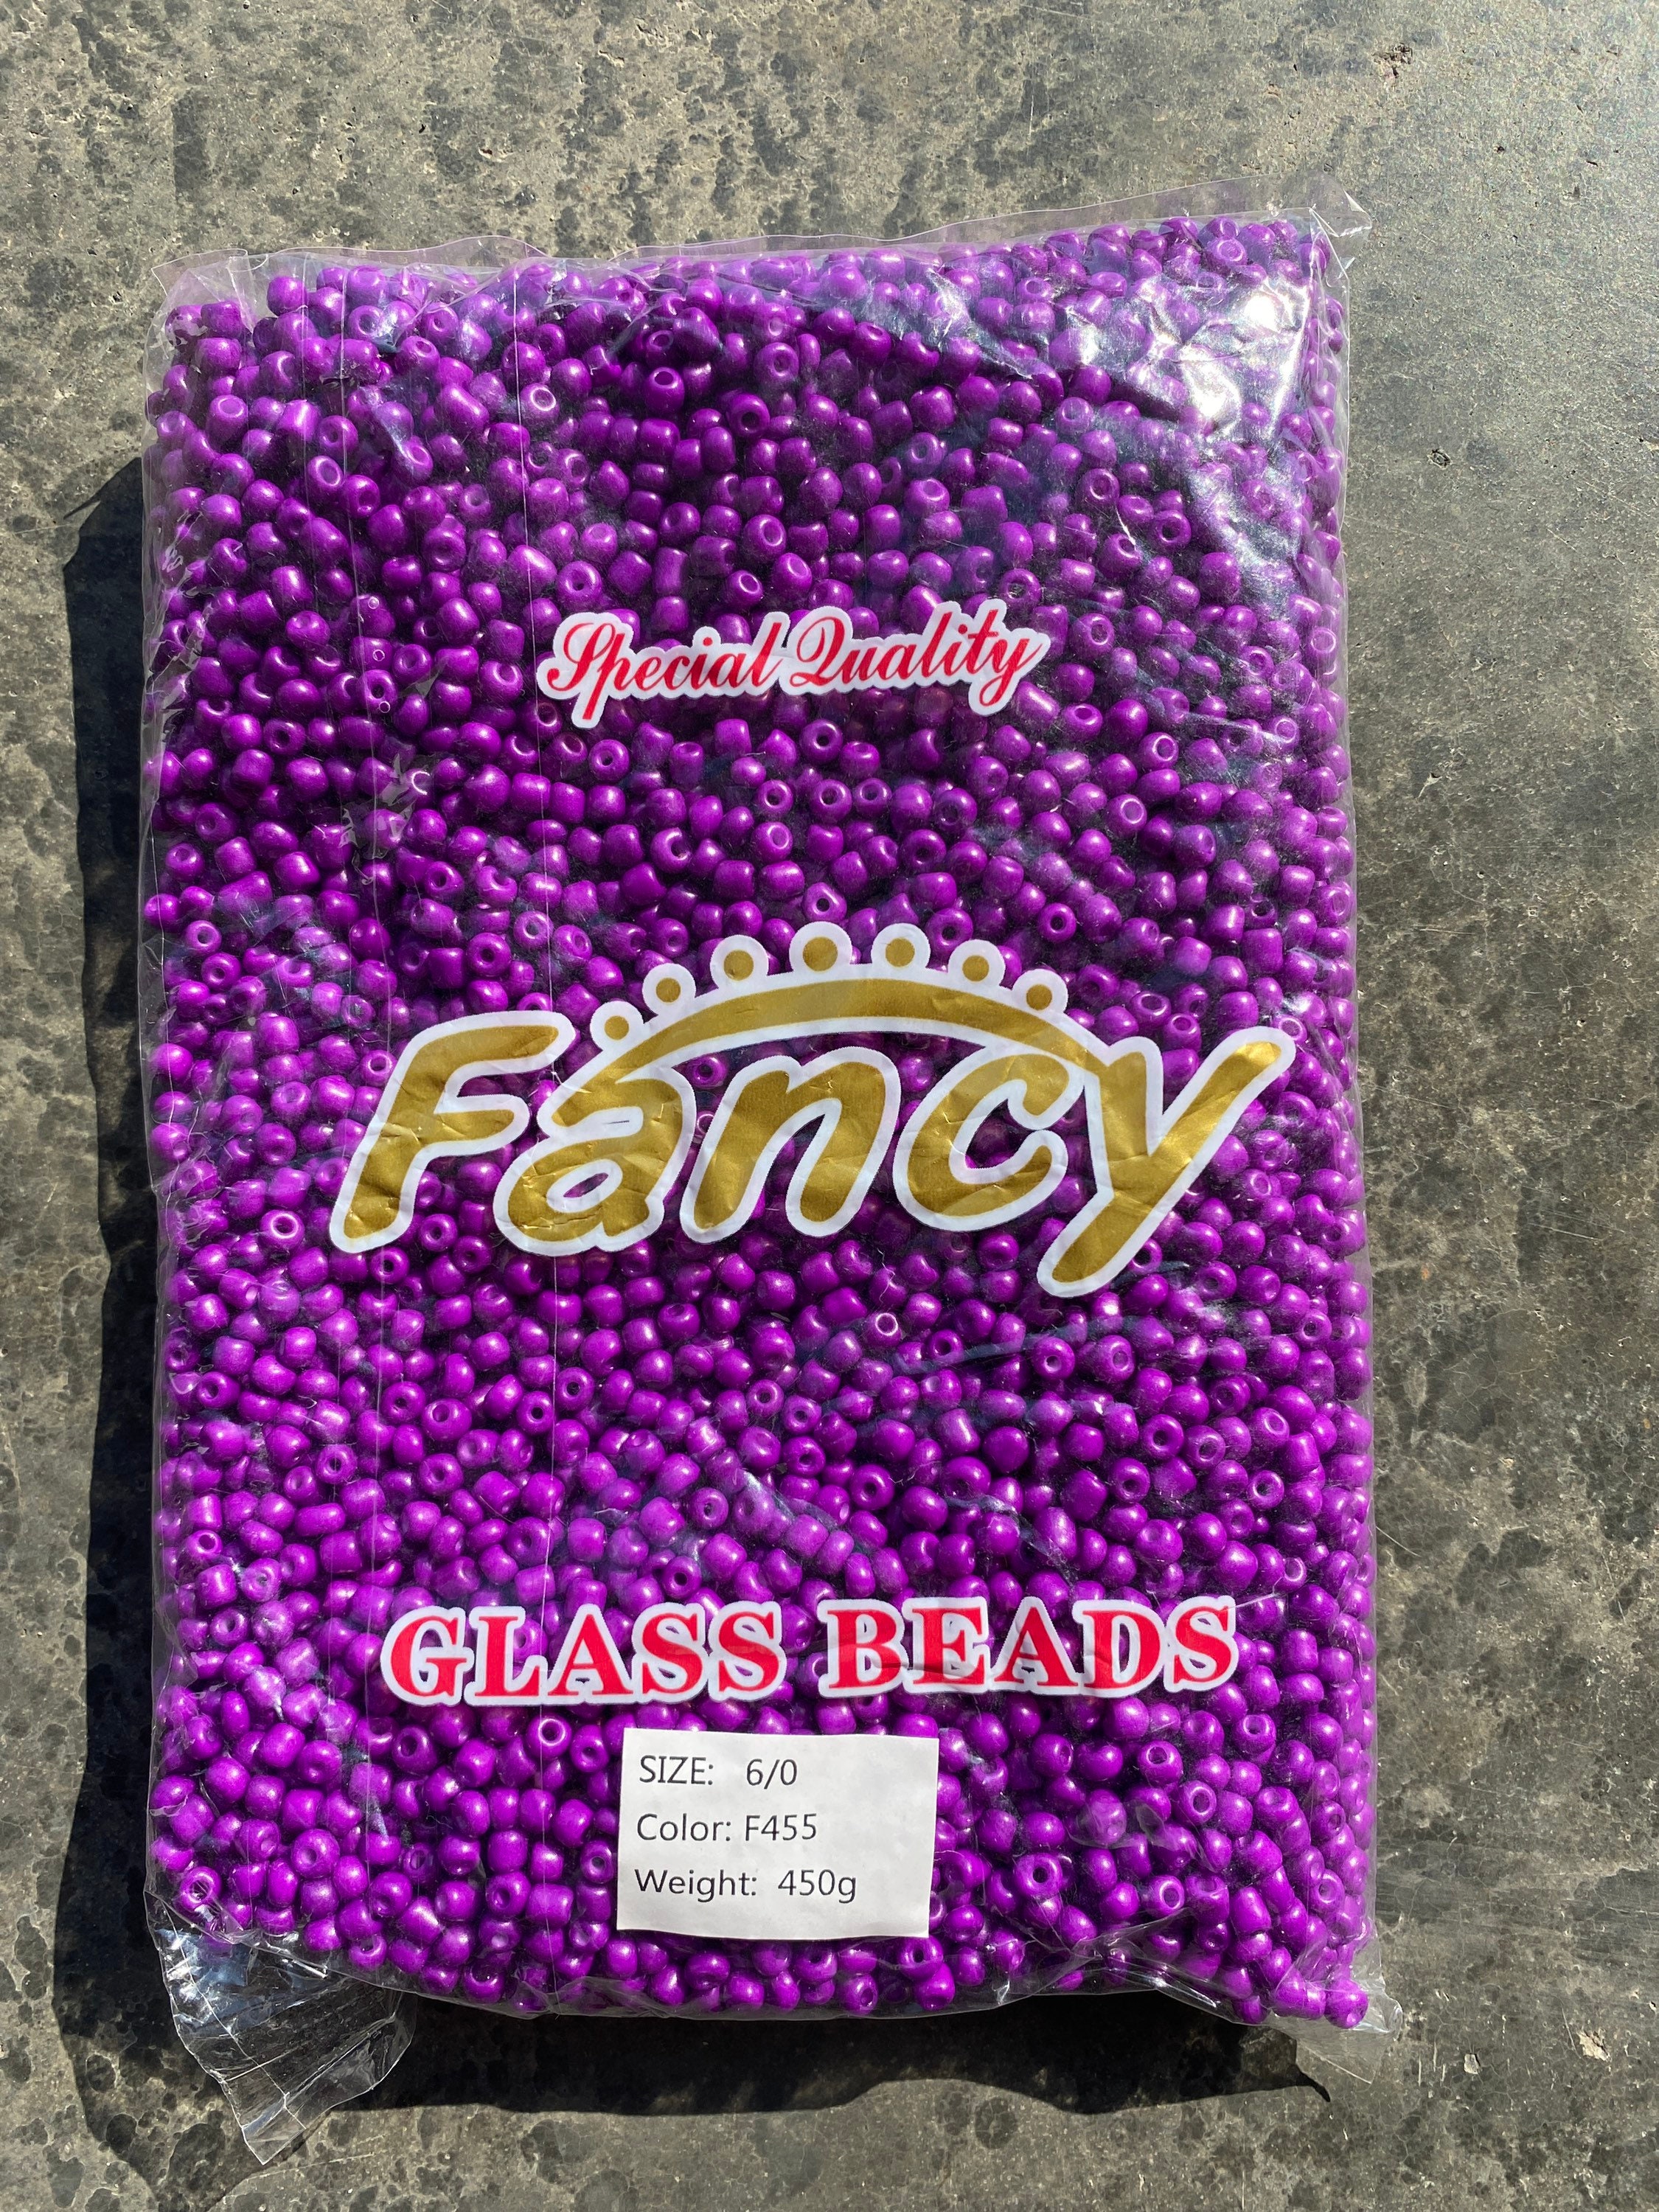 Special Quality
Fancy
GLASS BEADS
SIZE: 6/0
Color: F455
Weight: 450g